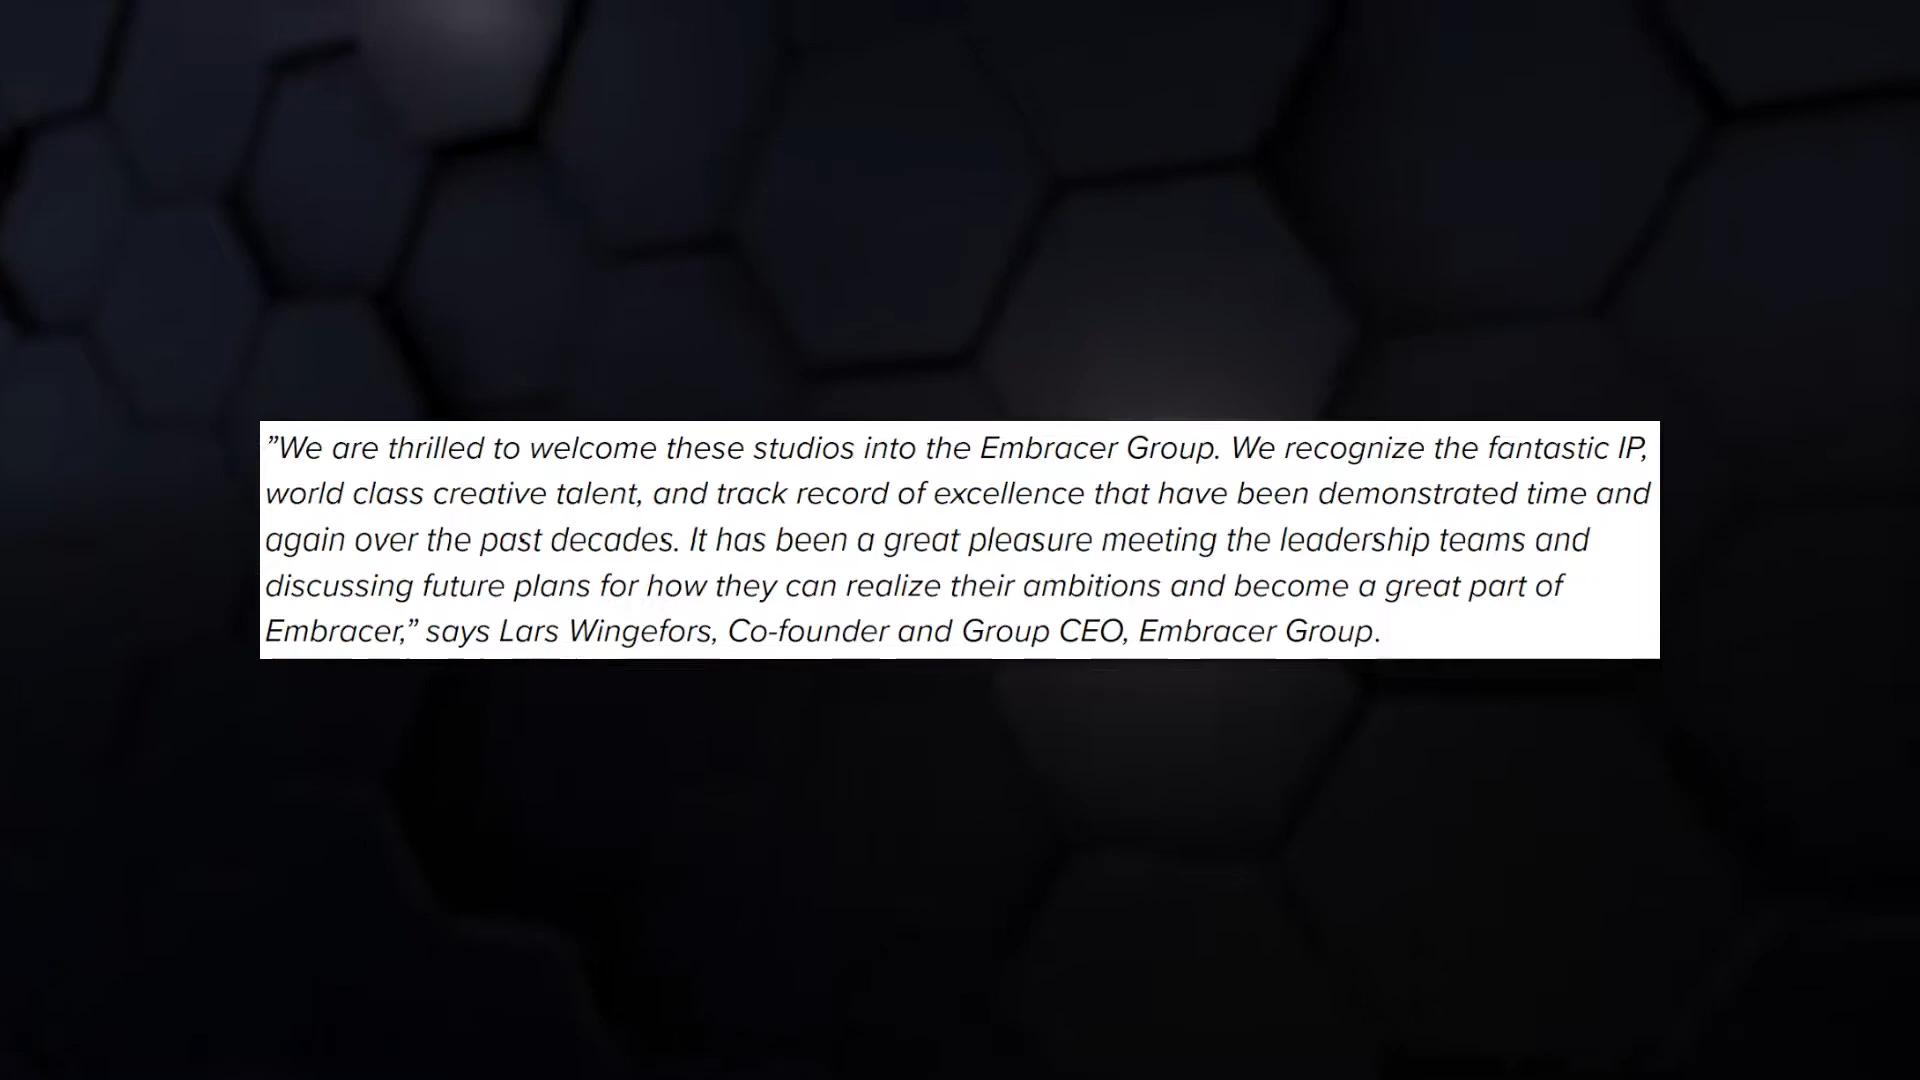 ”We are thrilled to welcome these studios into the Embracer Group. We recognize the fantastic IP,
world class creative talent, and track record of excellence that have been demonstrated time and
again over the past decades. It has been a great pleasure meeting the leadership teams and
discussing future plans for how they can realize their ambitions and become a great part of
Embracer,” says Lars Wingefors, Co-founder and Group CEO, Embracer Group.